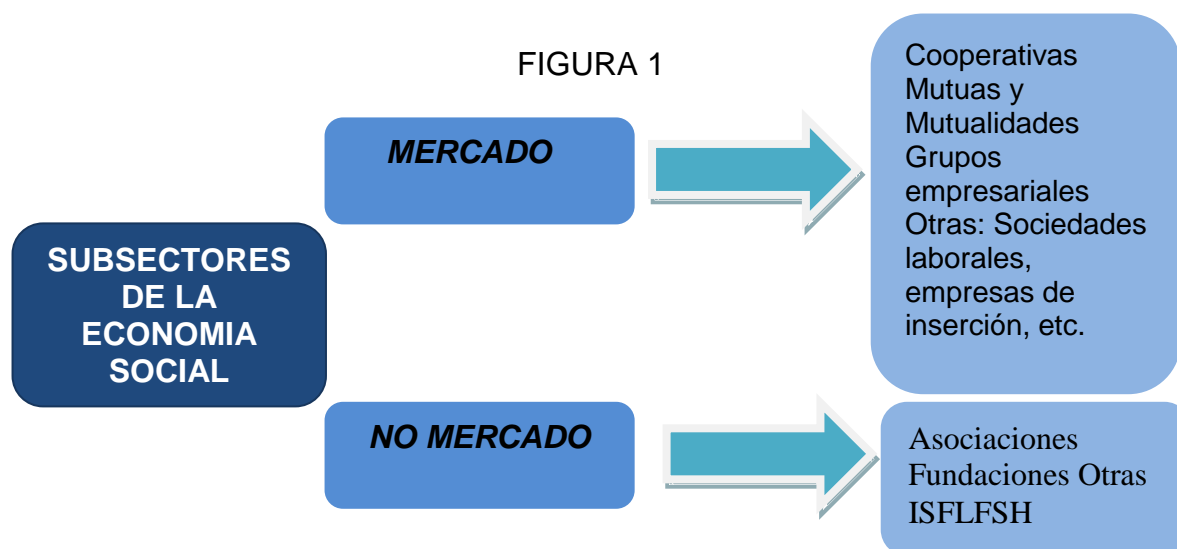 FIGURA 1
SUBSECTORES
DE LA
ECONOMIA
SOCIAL
MERCADO
Cooperativas
Mutuas y
Mutualidades
Grupos
empresariales
Otras: Sociedades
laborales,
empresas de
inserción, etc.
NO MERCADO
Asociaciones
Fundaciones Otras
ISFLFSH